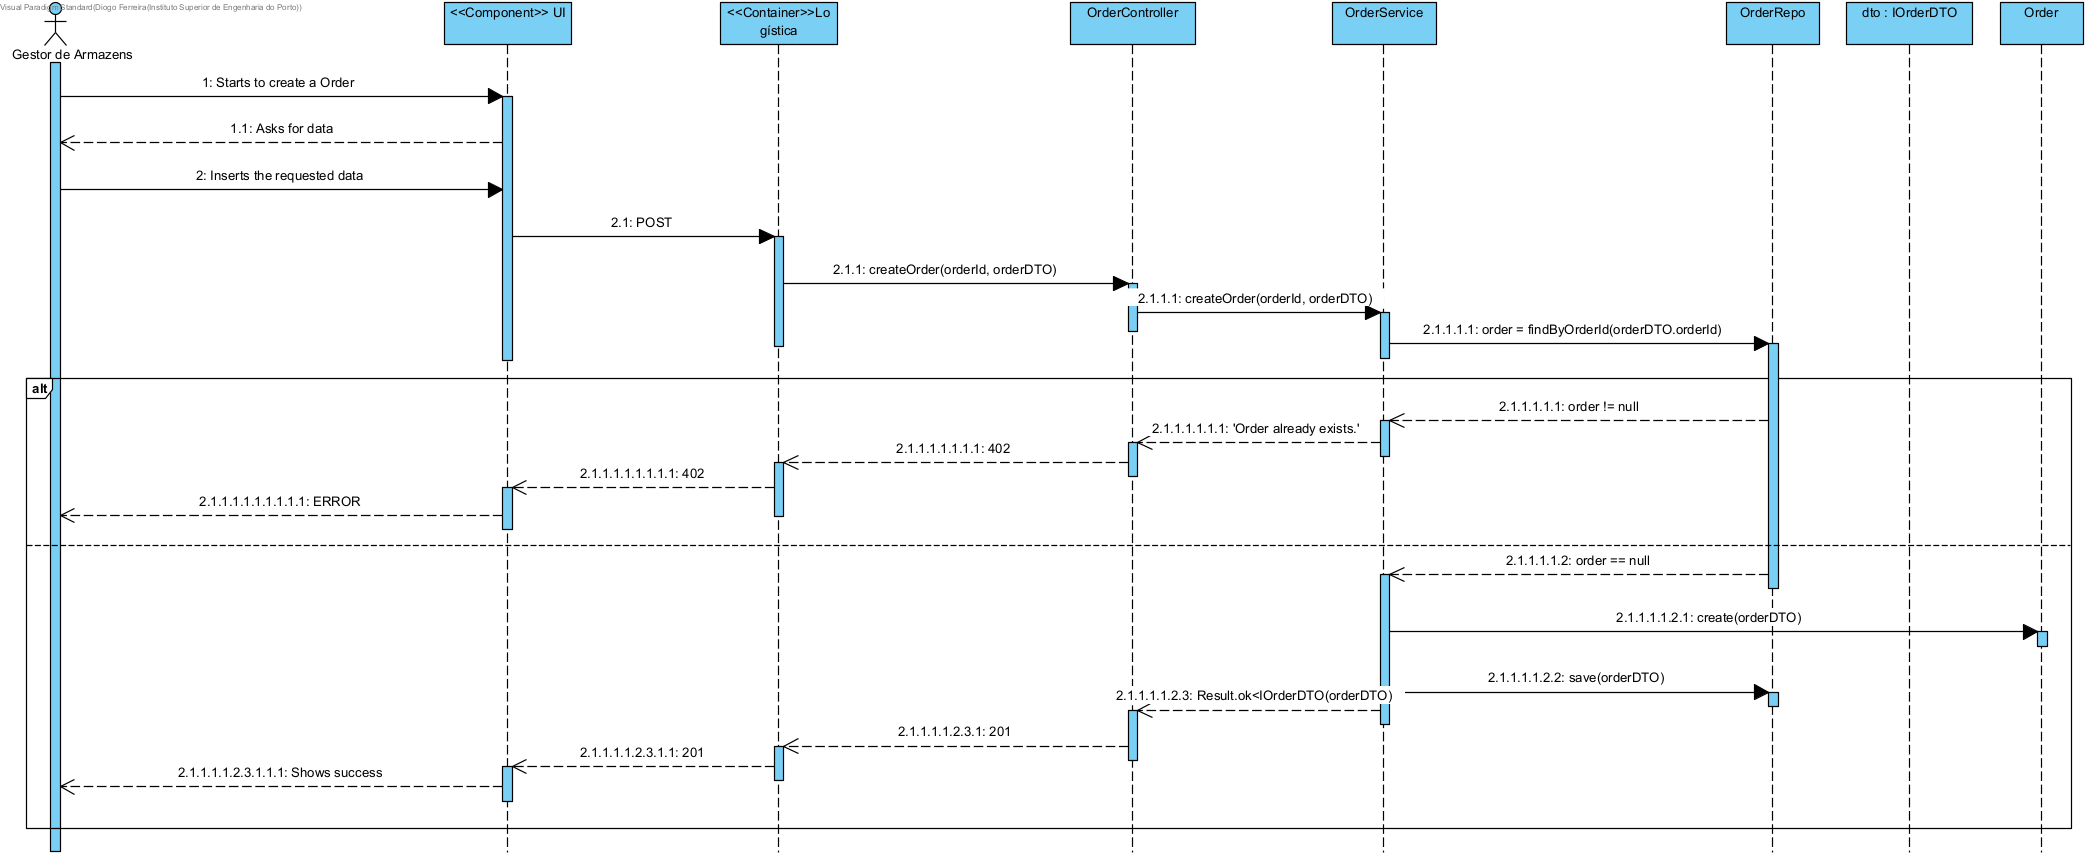 Visual Paradigm Standard(Diogo Ferreira(Instituto Superior de Engenharia do Porto))
<<Component>> UI
<<Container>>Lo
gística
OrderController
OrderService
OrderRepo
dto : IOrderDTO
Order
Gestor de Armazens
1: Starts to create a Order
1.1: Asks for data
2: Inserts the requested data
2.1: POST
2.1.1: createOrder(orderId, orderDTO)
2.1.1.1: createOrder(orderId, orderDTO)
2.1.1.1.1: order = findByOrderId(orderDTO.orderId)
alt
2.1.1.1.1.1: order != null
2.1.1.1.1.1.1: 'Order already exists.'
2.1.1.1.1.1.1.1: 402
2.1.1.1.1.1.1.1.1: 402
2.1.1.1.1.1.1.1.1.1: ERROR
2.1.1.1.1.2: order == null
2.1.1.1.1.2.1: create(orderDTO)
2.1.1.1.1.2.2: save(orderDTO)
2.1.1.1.1.2.3: Result.ok<IOrderDTO(orderDTO)
2.1.1.1.1.2.3.1: 201
2.1.1.1.1.2.3.1.1: 201
2.1.1.1.1.2.3.1.1.1: Shows success